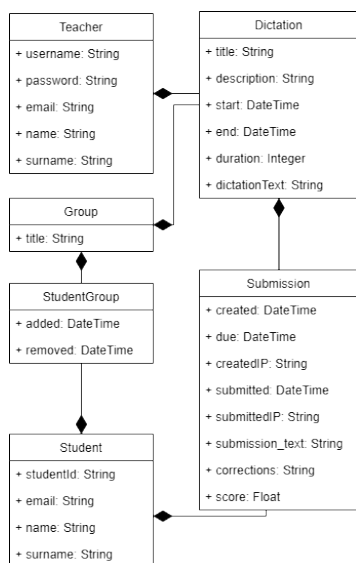 Teacher
+ username: String
+ password: String
+ email: String
+ name: String
+ surname: String
Dictation
+ title: String
+ description: String
+ start: DateTime
+ end: DateTime
+ duration: Integer
+ dictationText: String
Group
+ title: String
StudentGroup
+ added: DateTime
+ removed: DateTime
Submission
+ created: DateTime
+ due: DateTime
+ createdIP: String
+ submitted: DateTime
+ submittedIP: String
+ submission_text: String
+ corrections: String
+ score: Float
Student
+ studentId: String
+ email: String
+ name: String
+ surname: String